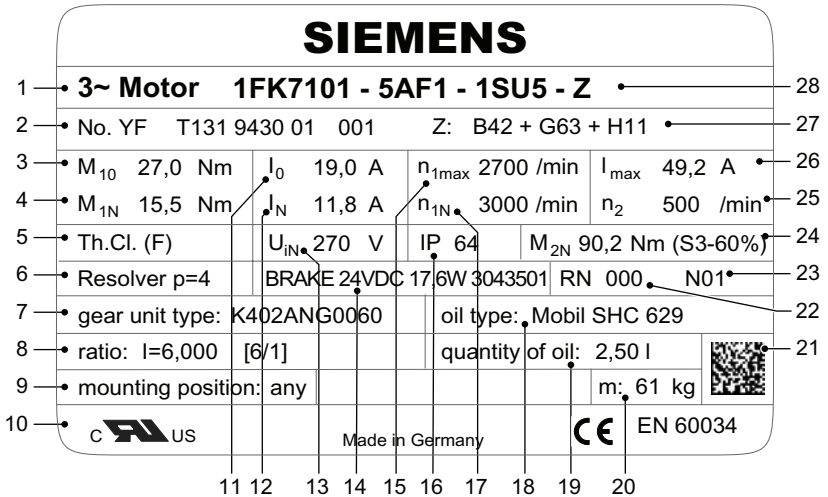 SIEMENS
1 3~ Motor 1FK7101 - 5AF1 - 1SU5 - Z 28
2 No. YF T131 9430 01 001 Z: B42 + G63 + H11 27
3 M10 27,0 Nm I0 19,0 A n1max 2700 /min Imax 49,2 A 26
4 M1N 15,5 Nm IN 11,8 A n1N 3000 /min n2 500 /min 25
5 Th.Cl. (F) UiN 270 V IP 64 M2N 90,2 Nm (S3-60%) 24
6 Resolver p=4 BRAKE 24VDC 17,6W 3043501 RN 000 N01 23
22
7 gear unit type: K402ANG0060 oil type: Mobil SHC 629
8 ratio: I=6,000 [6/1] quantity of oil: 2,50 l 21
9 mounting position: any m: 61 kg
10 C RU US Made in Germany CE EN 60034
11 12 13 14 15 16 17 18 19 20